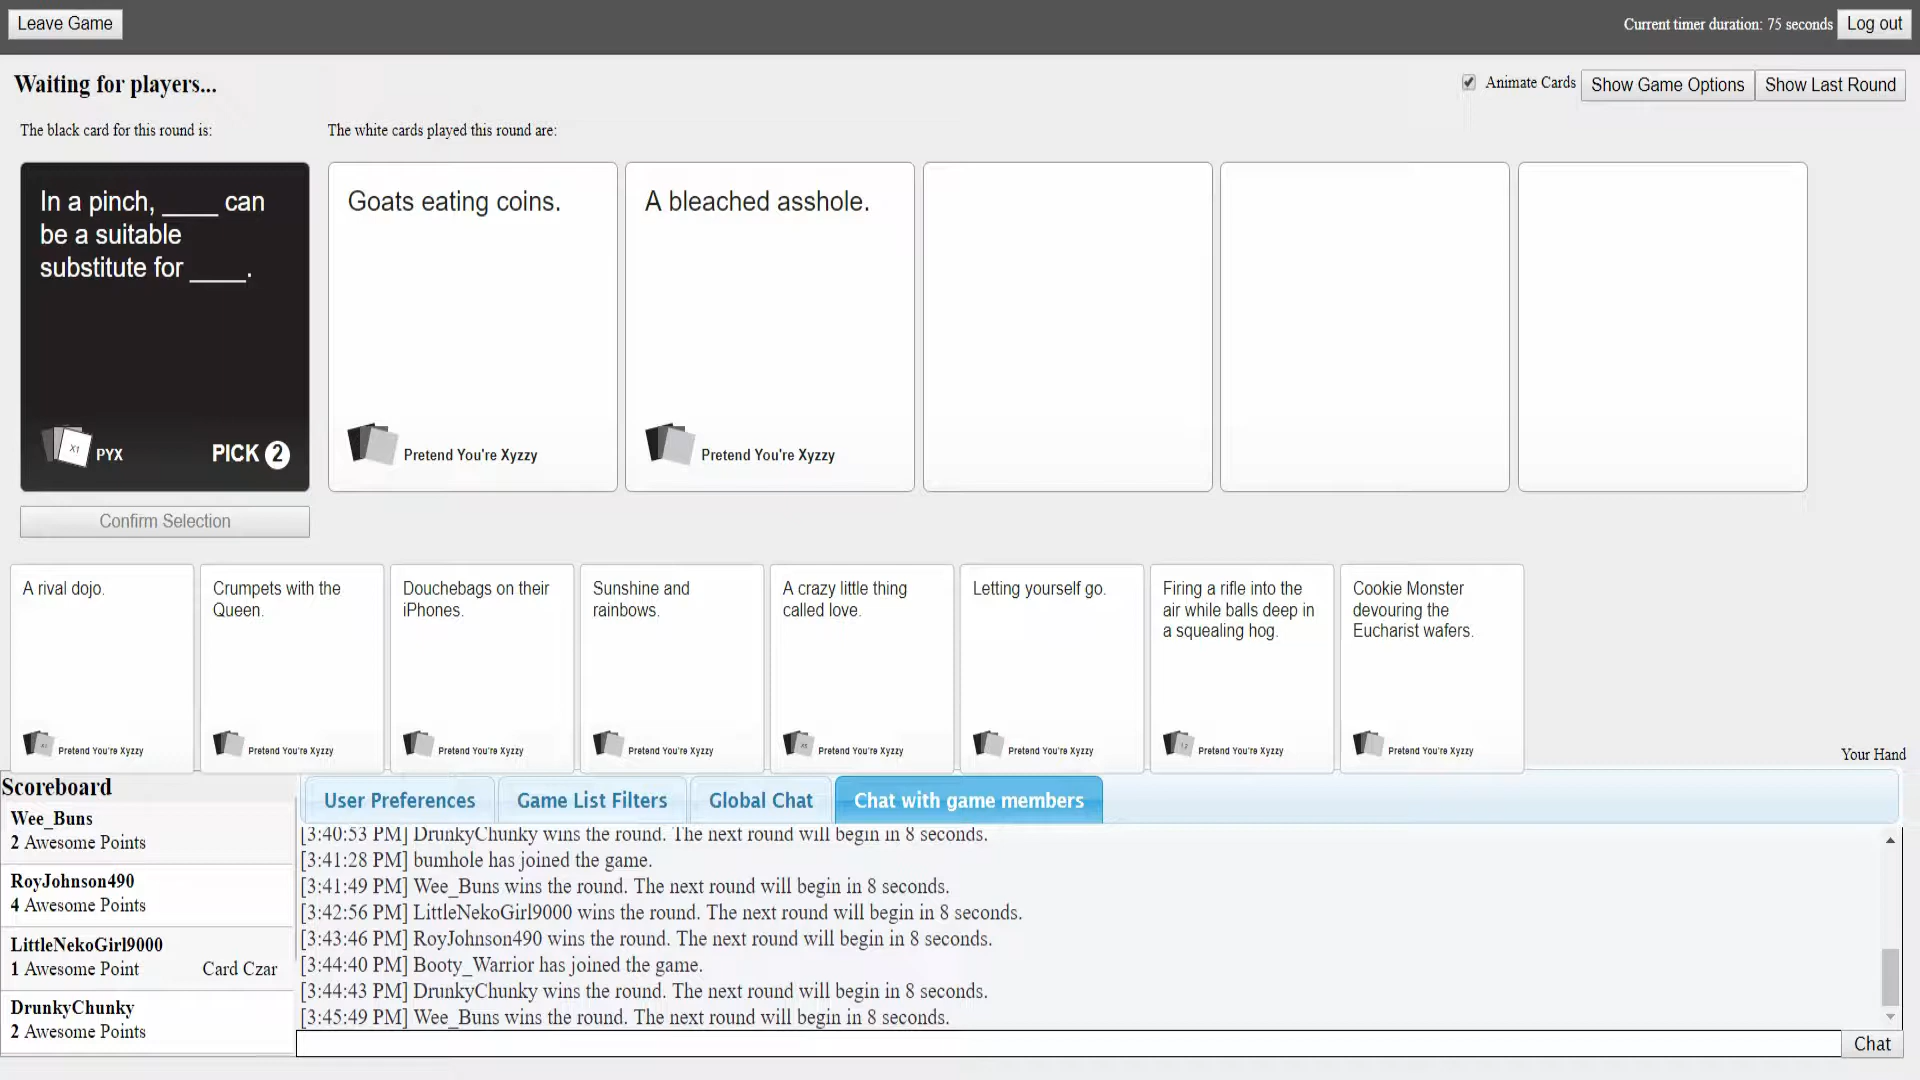 Leave Game
Current timer duration: 75 seconds
Log out
Waiting for players...
Animate Cards
Show Game Options
Show Last Round
The black card for this round is:
The white cards played this round are:
In a pinch, ____ can
be a suitable
substitute for ____.
X1
PYX
PICK 2
Goats eating coins.
Pretend You're Xyzzy
A bleached asshole.
Pretend You're Xyzzy
Confirm Selection
A rival dojo.
Pretend You're Xyzzy
Crumpets with the
Queen.
Pretend You're Xyzzy
Douchebags on their
iPhones.
Pretend You're Xyzzy
Sunshine and
rainbows.
Pretend You're Xyzzy
A crazy little thing
called love.
Pretend You're Xyzzy
Letting yourself go.
Pretend You're Xyzzy
Firing a rifle into the
air while balls deep in
a squealing hog.
Pretend You're Xyzzy
Cookie Monster
devouring the
Eucharist wafers.
Pretend You're Xyzzy
Your Hand
Scoreboard
Wee_Buns
2 Awesome Points
RoyJohnson490
4 Awesome Points
LittleNekoGirl9000
1 Awesome Point
Card Czar
DrunkyChunky
2 Awesome Points
User Preferences
Game List Filters
Global Chat
Chat with game members
[3:40:53 PM] DrunkyChunky wins the round. The next round will begin in 8 seconds.
[3:41:28 PM] bumhole has joined the game.
[3:41:49 PM] Wee_Buns wins the round. The next round will begin in 8 seconds.
[3:42:56 PM] LittleNekoGirl9000 wins the round. The next round will begin in 8 seconds.
[3:43:46 PM] RoyJohnson490 wins the round. The next round will begin in 8 seconds.
[3:44:40 PM] Booty_Warrior has joined the game.
[3:44:43 PM] DrunkyChunky wins the round. The next round will begin in 8 seconds.
[3:45:49 PM] Wee_Buns wins the round. The next round will begin in 8 seconds.
Chat